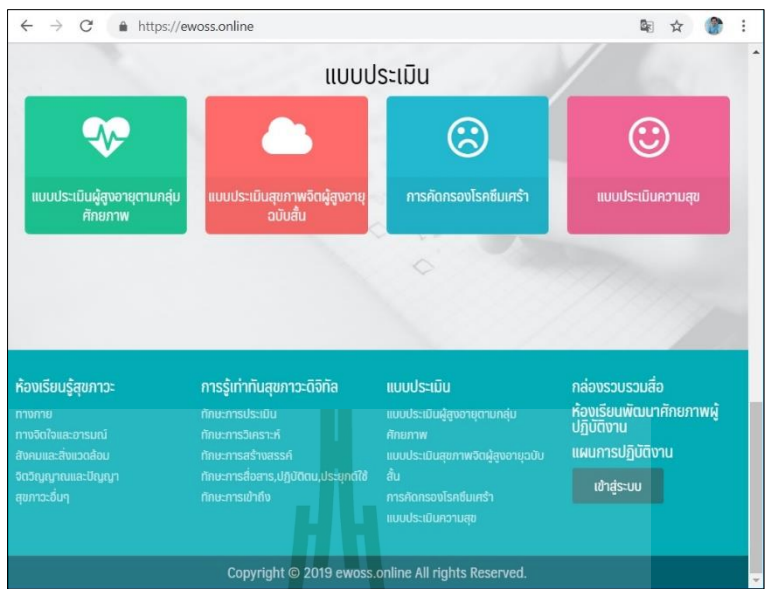 https://ewoss.online
แบบประเมิน
แบบประเมินผู้สูงอายุตามกลุ่ม
ศักยภาพ
แบบประเมินสุขภาพจิตผู้สูงอายุ
ฉบับสั้น
การคัดกรองโรคซึมเศร้า
แบบประเมินความสุข
ห้องเรียนรู้สุขภาวะ
ทางกาย
ทางจิตใจและอารมณ์
สังคมและสิ่งแวดล้อม
จิตวิญญาณและปัญญา
สุขภาวะอื่นๆ
การรู้เท่าทันสุขภาวะดิจิทัล
ทักษะการประเมิน
ทักษะการวิเคราะห์
ทักษะการสร้างสรรค์
ทักษะการสื่อสาร,ปฏิบัติตน,ประยุกต์ใช้
ทักษะการเข้าถึง
แบบประเมิน
แบบประเมินผู้สูงอายุตามกลุ่ม
ศักยภาพ
แบบประเมินสุขภาพจิตผู้สูงอายุฉบับ
สั้น
การคัดกรองโรคซึมเศร้า
แบบประเมินความสุข
กล่องรวบรวมสื่อ
ห้องเรียนพัฒนาศักยภาพผู้
ปฏิบัติงาน
แผนการปฏิบัติงาน
เข้าสู่ระบบ
Copyright © 2019 ewoss.online All rights Reserved.